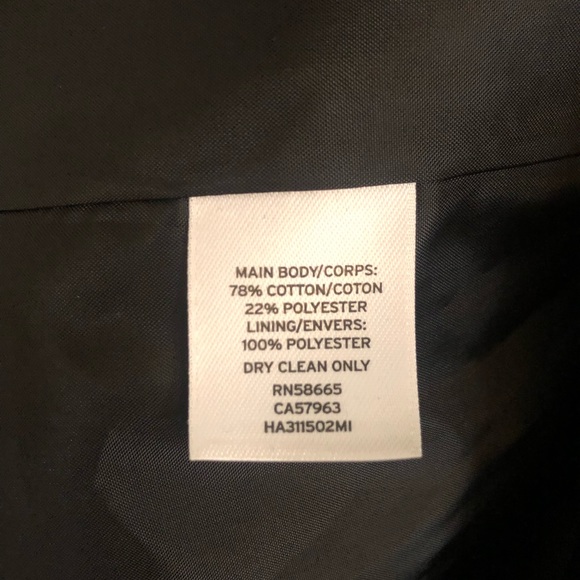 MAIN BODY/CORPS:
78% COTTON/COTON
22% POLYESTER
LINING/ENVERS:
100% POLYESTER
DRY CLEAN ONLY
RN58665
CA57963
HA311502MI